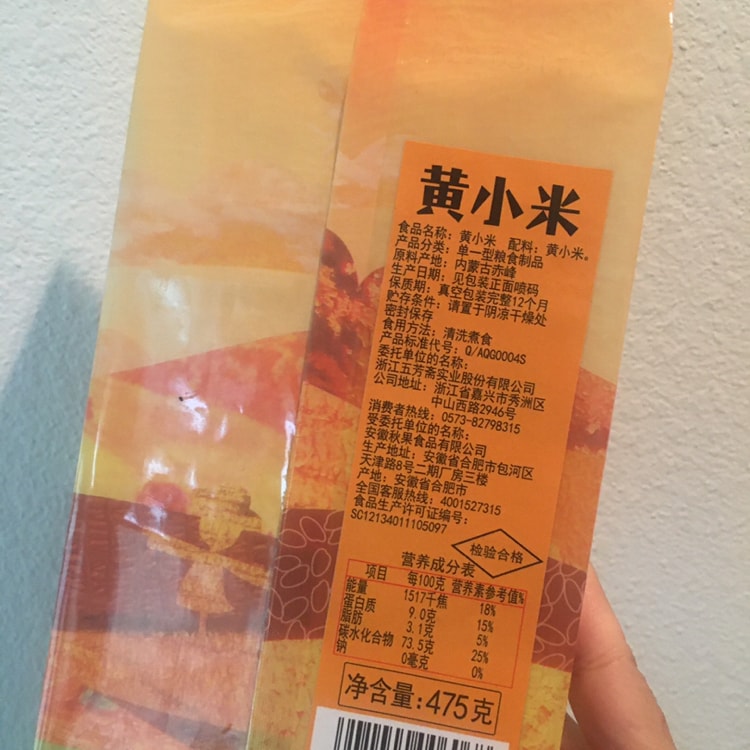 黄小米
食品名称：黄小米 配料：黄小米。
产品分类：单一型粮食制品
原料产地：内蒙古赤峰
生产日期：见包装正面喷码
保质期：真空包装完整12个月
贮存条件：请置于阴凉干燥处
密封保存
食用方法：清洗煮食
产品标准代号：Q/AQG0004S
委托单位的名称：
浙江五芳斋实业股份有限公司
公司地址：浙江省嘉兴市秀洲区
中山西路2946号
消费者热线：0573-82798315
受委托单位的名称：
安徽秋果食品有限公司
生产地址：安徽省合肥市包河区
天津路8号二期厂房三楼
产地：安徽省合肥市
全国客服热线：4001527315
食品生产许可证编号：
SC12134011105097
检验合格
营养成分表
项目 每100克 营养素参考值%
能量 1517千焦 18%
蛋白质 9.0克 15%
脂肪 3.1克 5%
碳水化合物 73.5克 25%
钠 0毫克 0%
净含量：475克